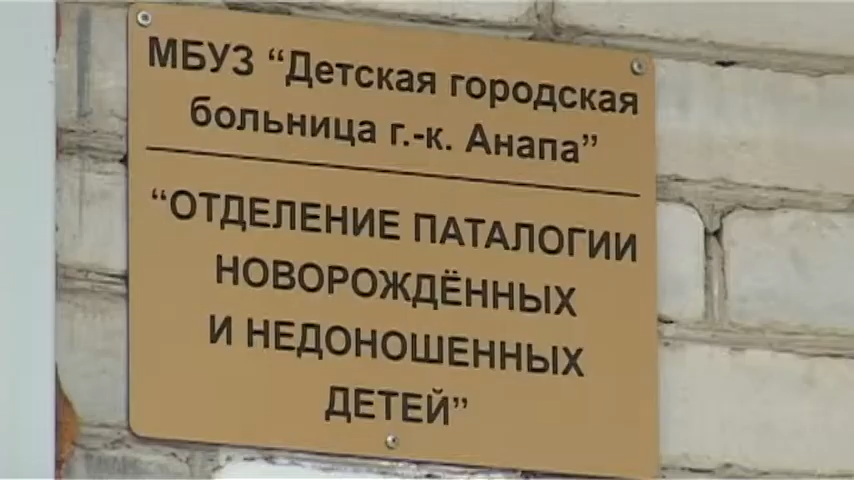 МБУЗ “Детская городская
больница г.-к. Анапа”
“ОТДЕЛЕНИЕ ПАТАЛОГИИ
НОВОРОЖДЁННЫХ
И НЕДОНОШЕННЫХ
ДЕТЕЙ”